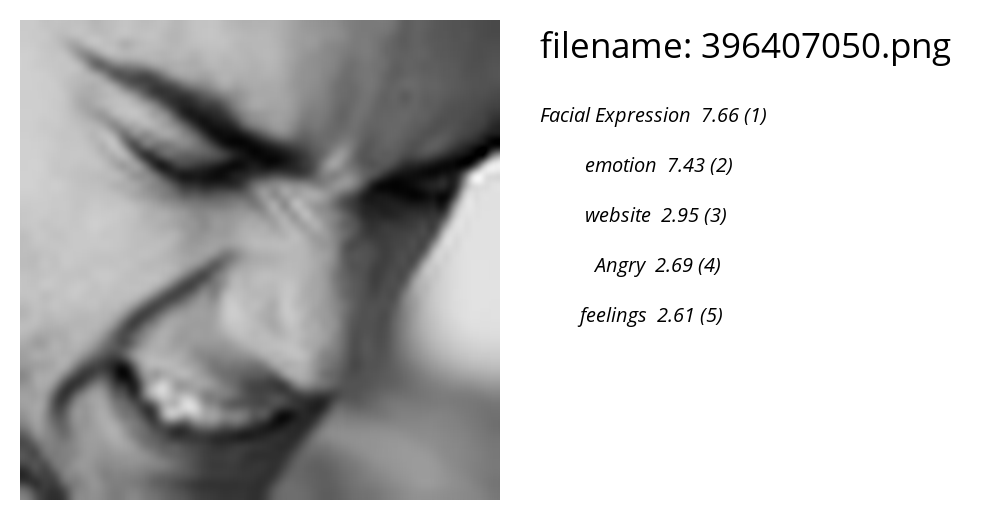 filename: 396407050.png
Facial Expression 7.66 (1)
emotion 7.43 (2)
website 2.95 (3)
Angry 2.69 (4)
feelings 2.61 (5)